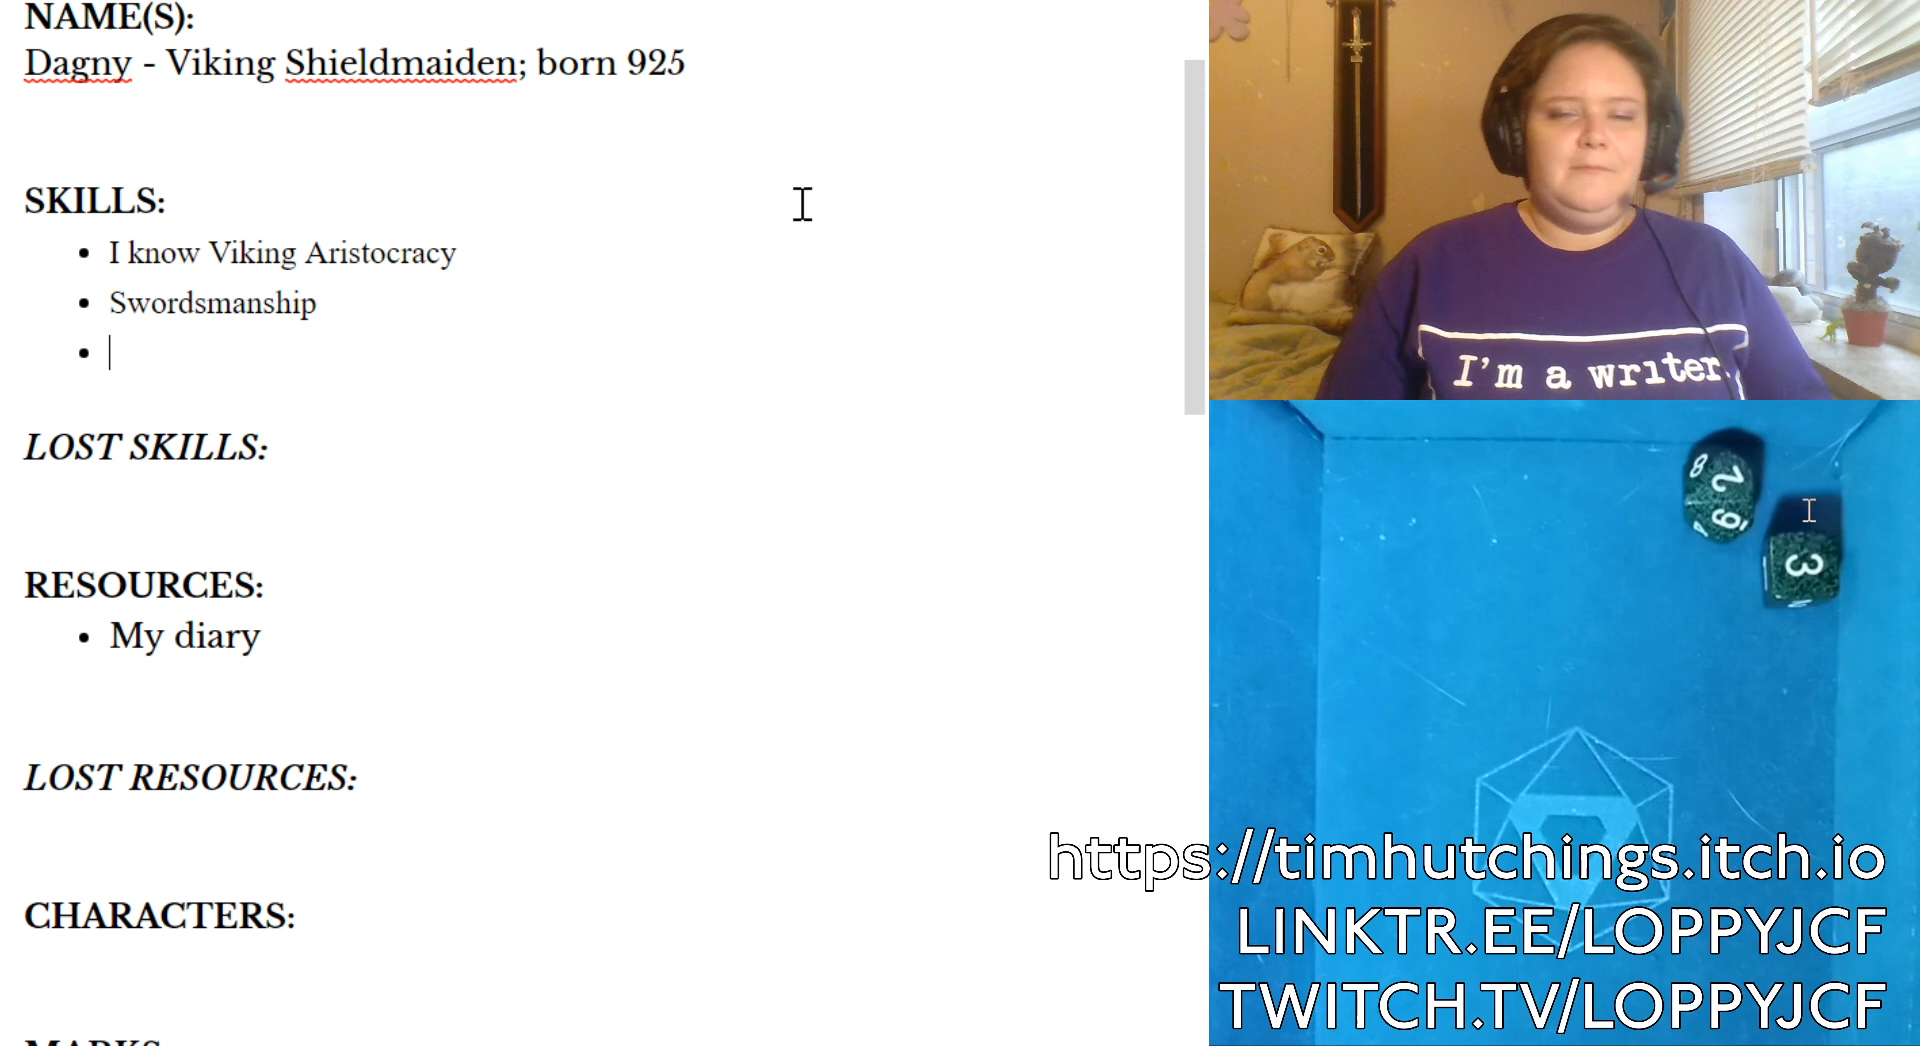 NAME(S):
Dagny - Viking Shieldmaiden; born 925
SKILLS:
I know Viking Aristocracy
Swordsmanship
LOST SKILLS:
RESOURCES:
My diary
LOST RESOURCES:
CHARACTERS:
I'm a writer.
8
2
9
3
https://timhutchings.itch.io
LINKTR.EE/LOPPYJCF
TWITCH.TV/LOPPYJCF